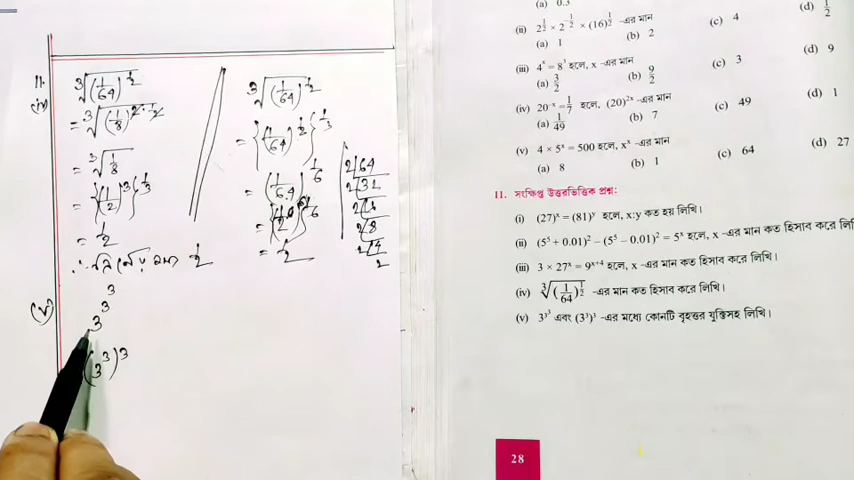 11.
(iv) ∛(1/64)^1/2
= ∛(1/8)^2·1/2
= ∛1/8
= {(1/2)^3}^1/3
= 1/2
∴ নির্ণেয় মান 1/2
∛(1/64)^1/2
= {(1/64)^1/2}^1/3
= (1/64)^1/6
= 1/2
2|64
2|32
2|8
2|4
2
(v) 3^3^3
(3^3)^3
(a) 0.3
(d) 1/2
(ii) 2^1/2 × 2^-1/2 × (16)^1/2 -এর মান
(a) 1 (b) 2 (c) 4
(iii) 4^x = 8^3 হলে, x -এর মান
(a) 3/2 (b) 9/2 (c) 3 (d) 9
(iv) 20^-x = 1/7 হলে, (20)^2x -এর মান
(a) 1/49 (b) 7 (c) 49 (d) 1
(v) 4 × 5^x = 500 হলে, x^x -এর মান
(a) 8 (b) 1 (c) 64 (d) 27
11. সংক্ষিপ্ত উত্তরভিত্তিক প্রশ্ন:
(i) (27)^x = (81)^y হলে, x:y কত হয় লিখি।
(ii) (5^5 + 0.01)^2 – (5^5 – 0.01)^2 = 5^x হলে, x -এর মান কত হিসাব করে লিখি।
(iii) 3 × 27^x = 9^x+4 হলে, x -এর মান কত হিসাব করে লিখি।
(iv) ∛(1/64)^1/2 -এর মান কত হিসাব করে লিখি।
(v) 3^3^3 এবং (3^3)^3 -এর মধ্যে কোনটি বৃহত্তর যুক্তিসহ লিখি।
28